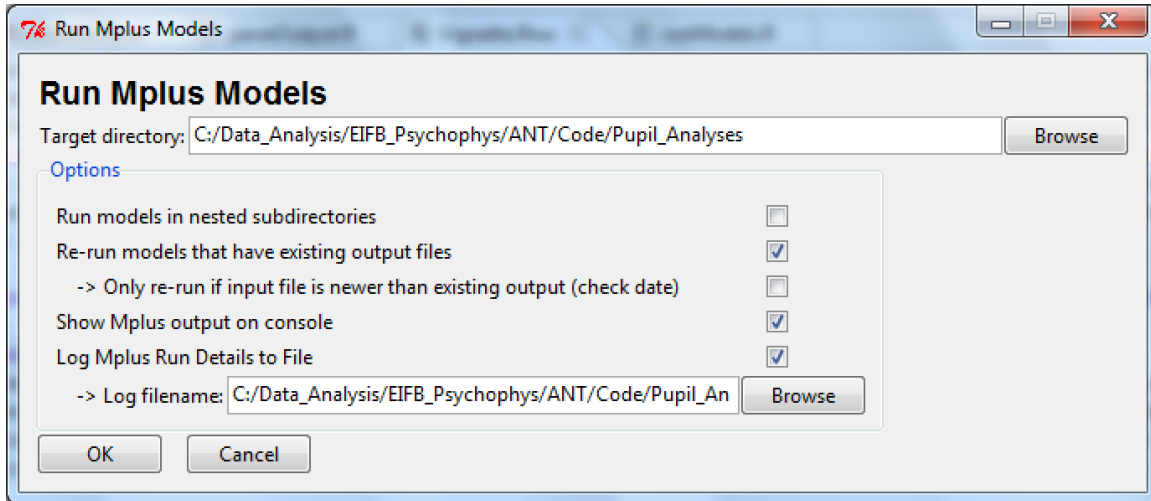 Run Mplus Models
Run Mplus Models
Target directory: C:/Data_Analysis/EIFB_Psychophys/ANT/Code/Pupil_Analyses Browse
Options
Run models in nested subdirectories
Re-run models that have existing output files
-> Only re-run if input file is newer than existing output (check date)
Show Mplus output on console
Log Mplus Run Details to File
-> Log filename: C:/Data_Analysis/EIFB_Psychophys/ANT/Code/Pupil_An Browse
OK Cancel